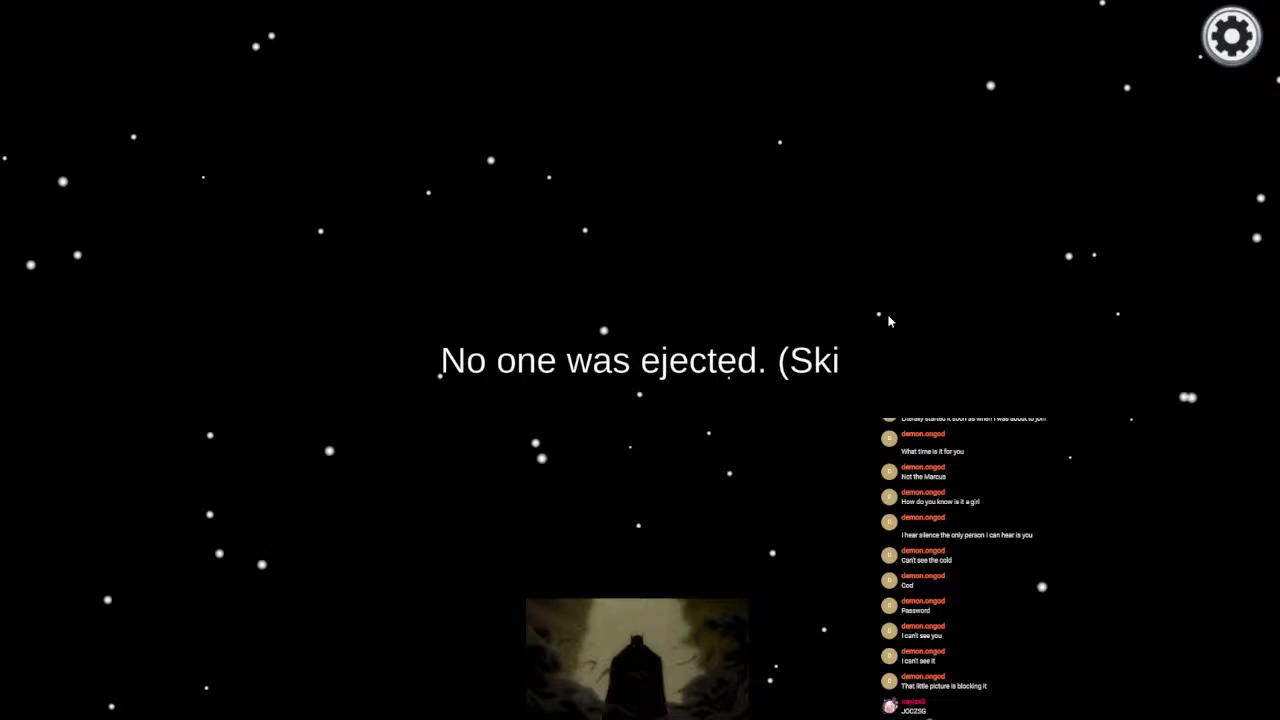 No one was ejected. (Ski
demon.ongod
What time is it for you
demon.ongod
Not the Marcus
demon.ongod
How do you know is it a girl
demon.ongod
I hear silence the only person I can hear is you
demon.ongod
Can't see the cold
demon.ongod
God
demon.ongod
Password
demon.ongod
I can't see you
demon.ongod
I can't see it
demon.ongod
That little picture is blocking it